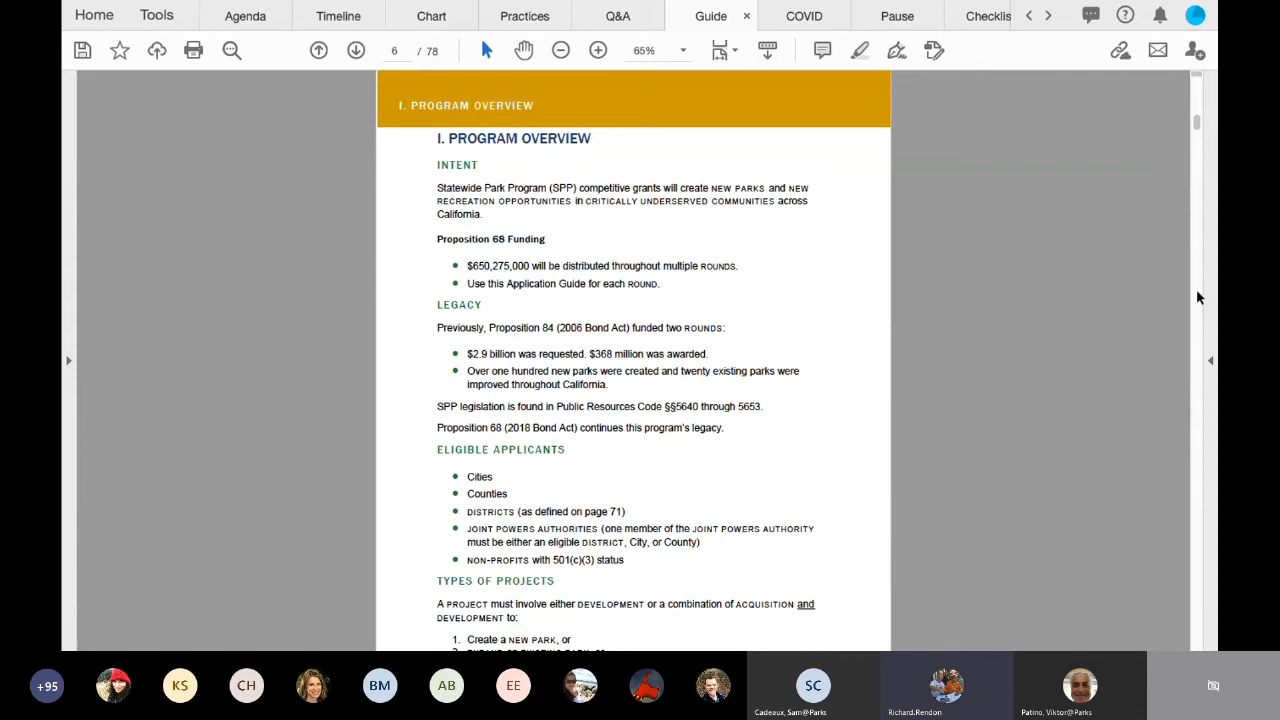 Home Tools Agenda Timeline Chart Practices Q&A Guide × COVID Pause Checklis
6 / 78 65%
I. PROGRAM OVERVIEW
I. PROGRAM OVERVIEW
INTENT
Statewide Park Program (SPP) competitive grants will create NEW PARKS and NEW
RECREATION OPPORTUNITIES in CRITICALLY UNDERSERVED COMMUNITIES across
California.
Proposition 68 Funding
• $650,275,000 will be distributed throughout multiple ROUNDS.
• Use this Application Guide for each ROUND.
LEGACY
Previously, Proposition 84 (2006 Bond Act) funded two ROUNDS:
• $2.9 billion was requested. $368 million was awarded.
• Over one hundred new parks were created and twenty existing parks were
improved throughout California.
SPP legislation is found in Public Resources Code §§5640 through 5653.
Proposition 68 (2018 Bond Act) continues this program's legacy.
ELIGIBLE APPLICANTS
• Cities
• Counties
• DISTRICTS (as defined on page 71)
• JOINT POWERS AUTHORITIES (one member of the JOINT POWERS AUTHORITY
must be either an eligible DISTRICT, City, or County)
• NON-PROFITS with 501(c)(3) status
TYPES OF PROJECTS
A PROJECT must involve either DEVELOPMENT or a combination of ACQUISITION and
DEVELOPMENT to:
1. Create a NEW PARK, or
+95 KS CH BM AB EE SC
Cadeaux, Sam@Parks Richard.Rendon Patino, Viktor@Parks